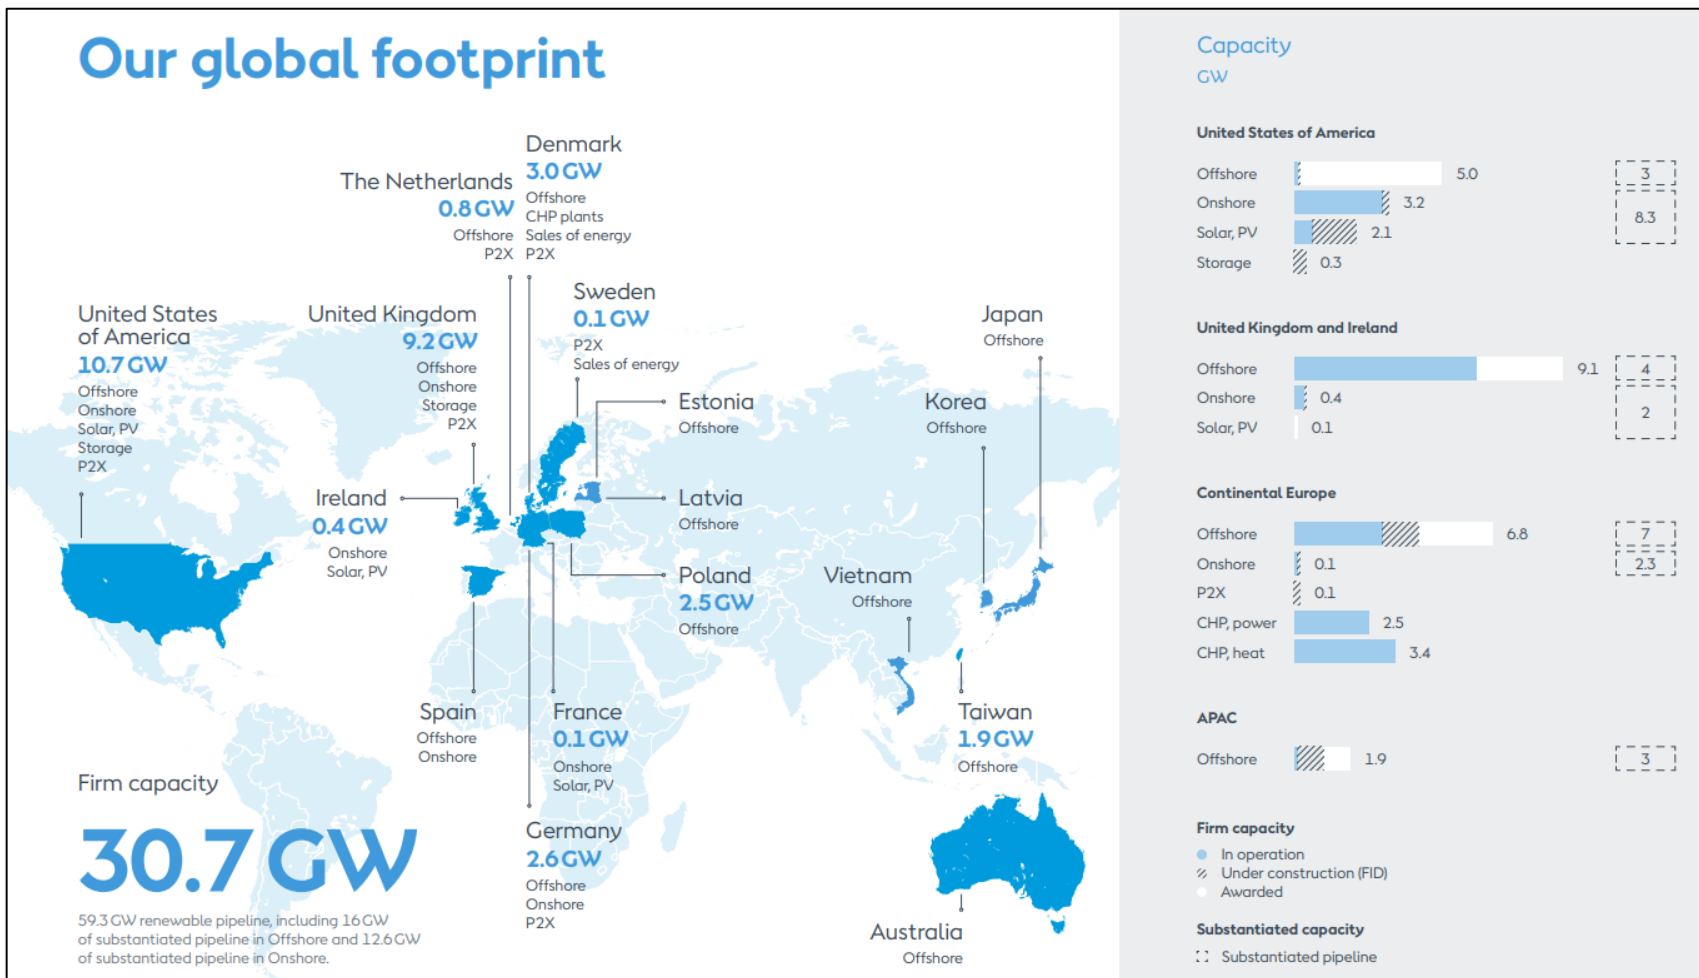 Our global footprint
Denmark
3.0 GW
Offshore
CHP plants
Sales of energy
P2X
The Netherlands
0.8 GW
Offshore
P2X
Sweden
0.1 GW
P2X
Sales of energy
United States
of America
10.7 GW
Offshore
Onshore
Solar, PV
Storage
P2X
United Kingdom
9.2 GW
Offshore
Onshore
Storage
P2X
Japan
Offshore
Estonia
Offshore
Korea
Offshore
Ireland
0.4 GW
Onshore
Solar, PV
Latvia
Offshore
Poland
2.5 GW
Offshore
Vietnam
Offshore
Spain
Offshore
Onshore
France
0.1 GW
Onshore
Solar, PV
Taiwan
1.9 GW
Offshore
Germany
2.6 GW
Offshore
Onshore
P2X
Australia
Offshore
Firm capacity
30.7 GW
59.3 GW renewable pipeline, including 16 GW
of substantiated pipeline in Offshore and 12.6 GW
of substantiated pipeline in Onshore.
Capacity
GW
United States of America
Offshore 5.0 3
Onshore 3.2
8.3
Solar, PV 2.1
Storage 0.3
United Kingdom and Ireland
Offshore 9.1 4
Onshore 0.4
2
Solar, PV 0.1
Continental Europe
Offshore 6.8 7
Onshore 0.1 2.3
P2X 0.1
CHP, power 2.5
CHP, heat 3.4
APAC
Offshore 1.9 3
Firm capacity
In operation
Under construction (FID)
Awarded
Substantiated capacity
Substantiated pipeline